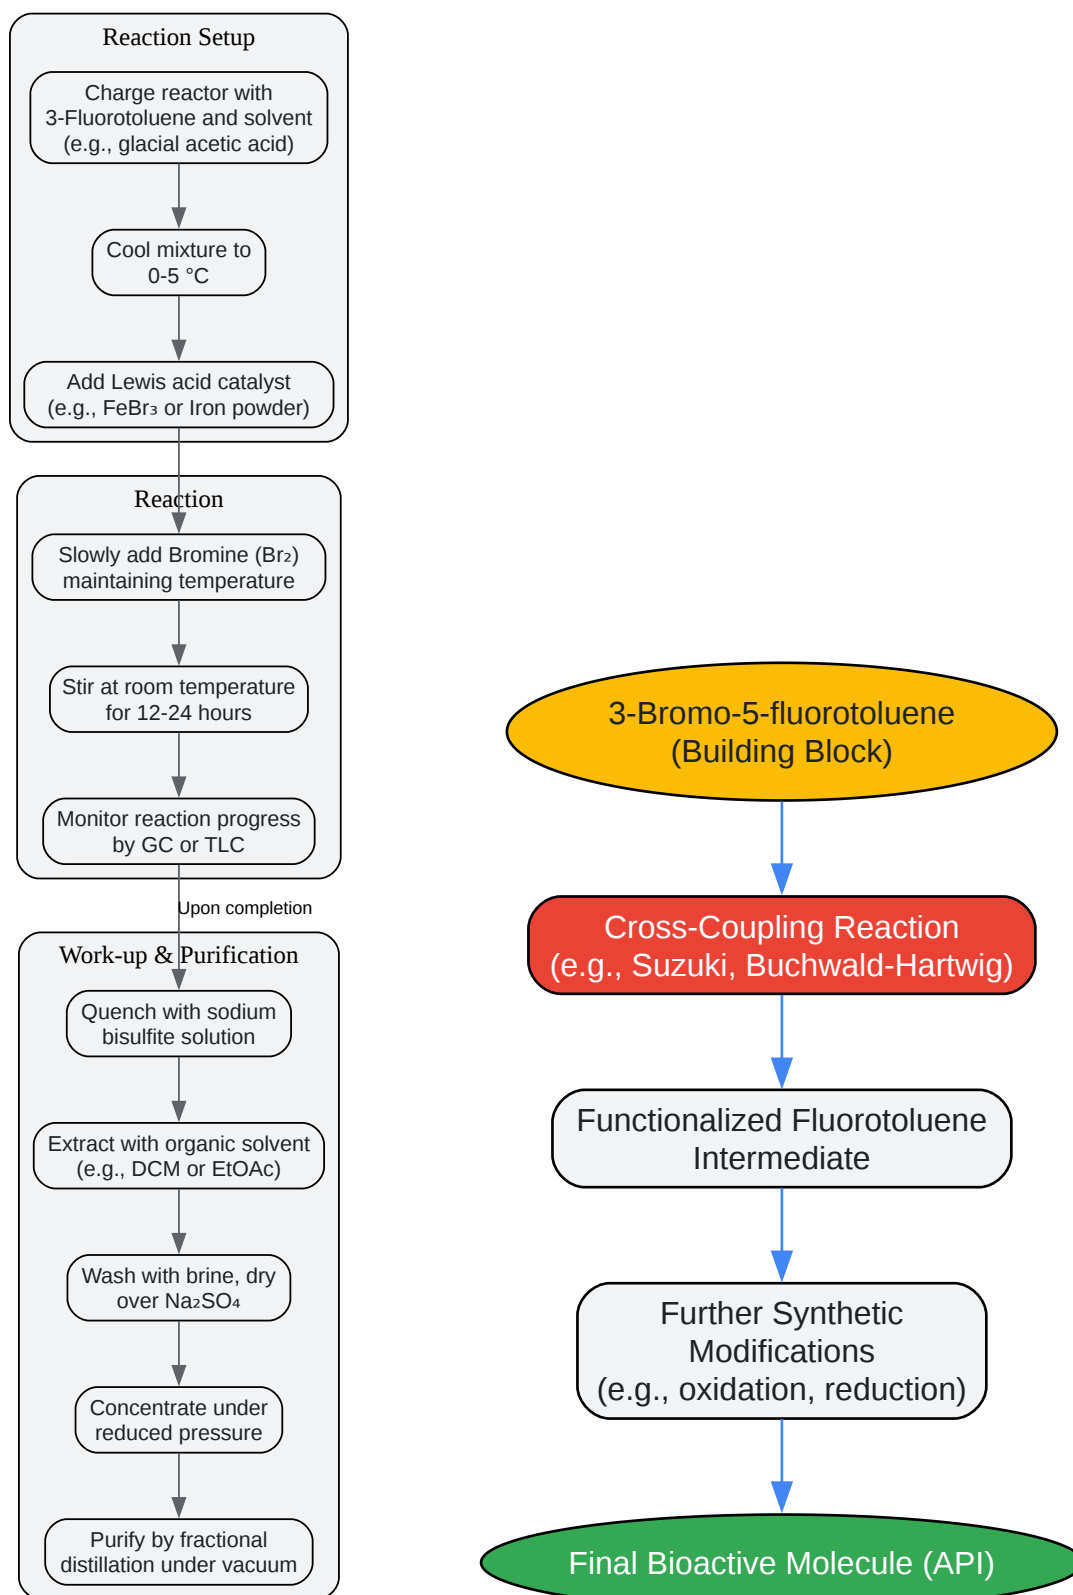 Reaction Setup
Charge reactor with
3-Fluorotoluene and solvent
(e.g., glacial acetic acid)
Cool mixture to
0-5 °C
Add Lewis acid catalyst
(e.g., FeBr₃ or Iron powder)
Reaction
Slowly add Bromine (Br₂)
maintaining temperature
Stir at room temperature
for 12-24 hours
Monitor reaction progress
by GC or TLC
Upon completion
Work-up & Purification
Quench with sodium
bisulfite solution
Extract with organic solvent
(e.g., DCM or EtOAc)
Wash with brine, dry
over Na₂SO₄
Concentrate under
reduced pressure
Purify by fractional
distillation under vacuum
3-Bromo-5-fluorotoluene
(Building Block)
Cross-Coupling Reaction
(e.g., Suzuki, Buchwald-Hartwig)
Functionalized Fluorotoluene
Intermediate
Further Synthetic
Modifications
(e.g., oxidation, reduction)
Final Bioactive Molecule (API)